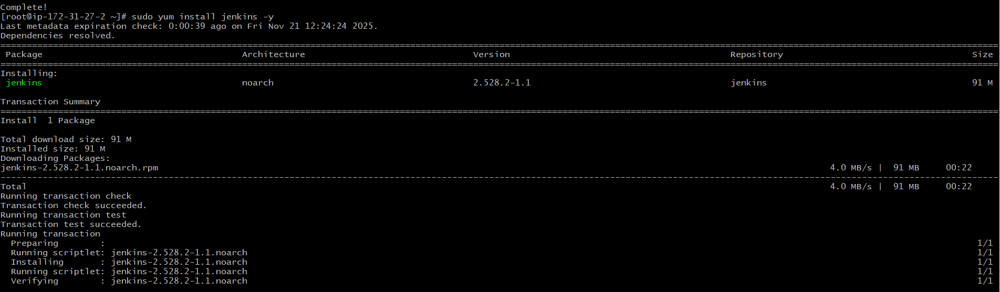 Complete!
[root@ip-172-31-27-2 ~]# sudo yum install jenkins -y
Last metadata expiration check: 0:00:39 ago on Fri Nov 21 12:24:24 2025.
Dependencies resolved.
================================================================================
Package Architecture Version Repository Size
================================================================================
Installing:
jenkins noarch 2.528.2-1.1 jenkins 91 M
Transaction Summary
================================================================================
Install 1 Package
Total download size: 91 M
Installed size: 91 M
Downloading Packages:
jenkins-2.528.2-1.1.noarch.rpm 4.0 MB/s | 91 MB 00:22
--------------------------------------------------------------------------------
Total 4.0 MB/s | 91 MB 00:22
Running transaction check
Transaction check succeeded.
Running transaction test
Transaction test succeeded.
Running transaction
Preparing : 1/1
Running scriptlet: jenkins-2.528.2-1.1.noarch 1/1
Installing : jenkins-2.528.2-1.1.noarch 1/1
Running scriptlet: jenkins-2.528.2-1.1.noarch 1/1
Verifying : jenkins-2.528.2-1.1.noarch 1/1